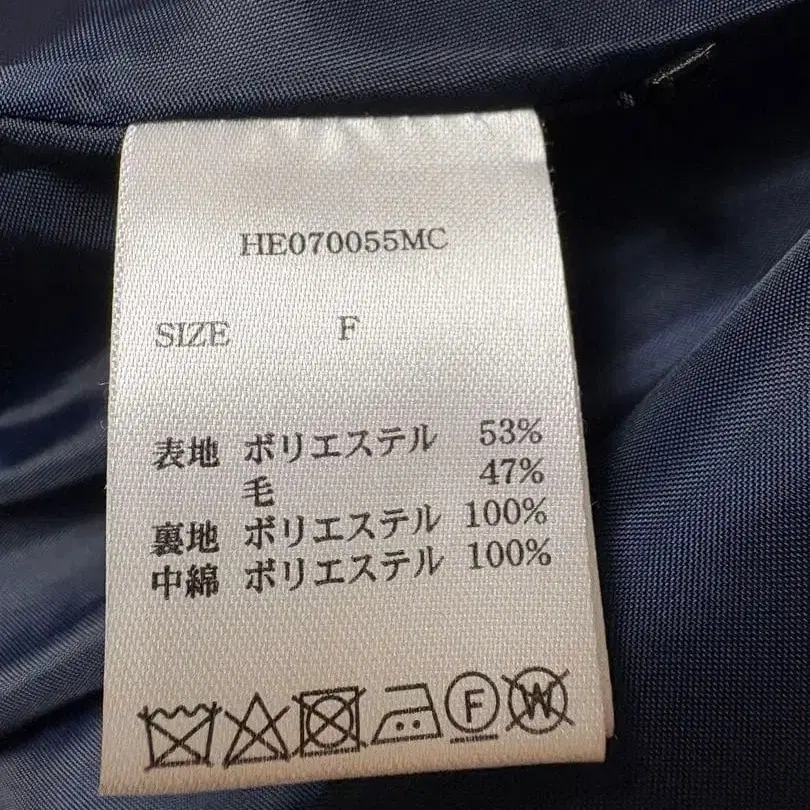 HE070055MC
SIZE F
表地 ポリエステル 53%
毛 47%
裏地 ポリエステル 100%
中綿 ポリエステル 100%
F W